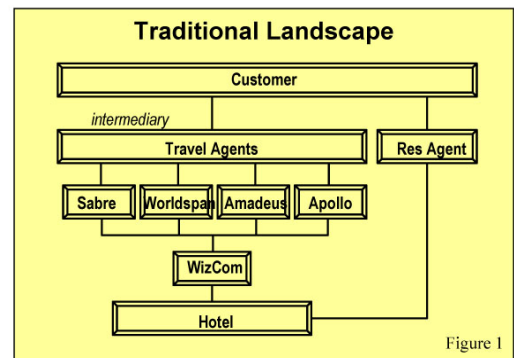 Traditional Landscape
Customer
intermediary
Travel Agents
Res Agent
Sabre
Worldspan
Amadeus
Apollo
WizCom
Hotel
Figure 1